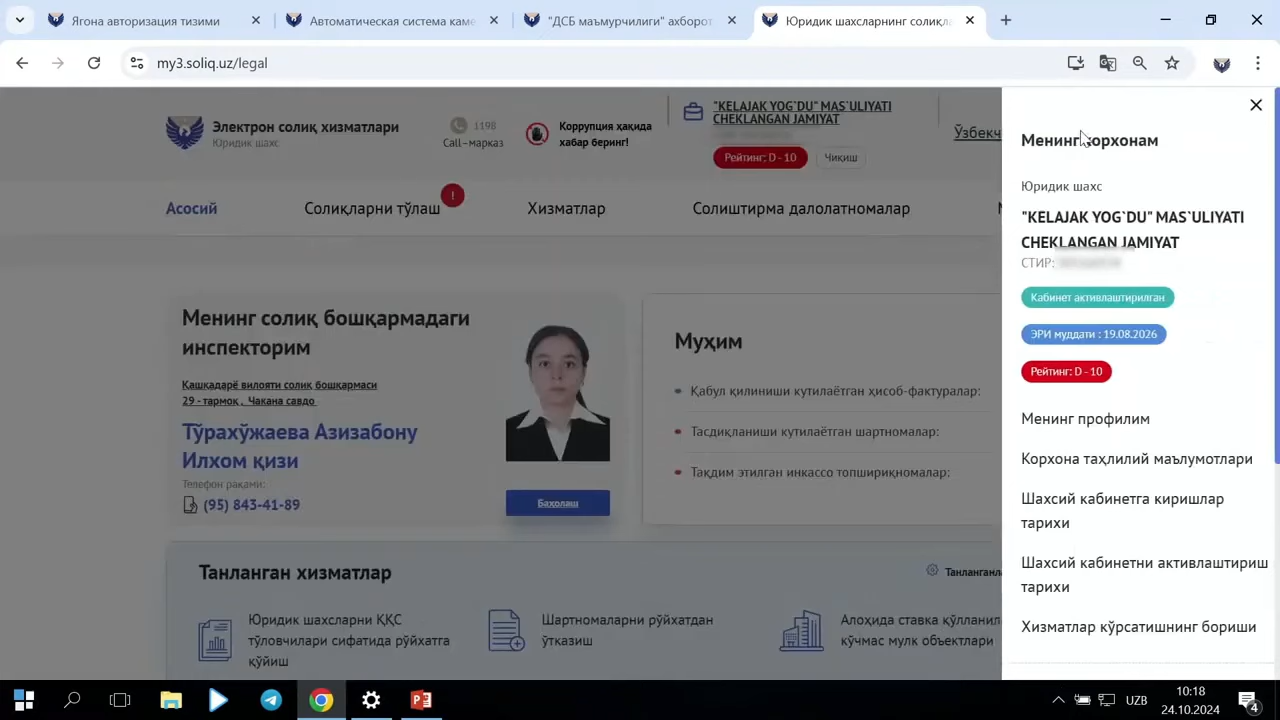 Ягона авторизация тизими
Автоматическая система каме
"ДСБ маъмурчилиги" ахборот
Юридик шахсларнинг солиқла
my3.soliq.uz/legal
Электрон солиқ хизматлари
Юридик шахс
1198
Call–марказ
Коррупция ҳақида
хабар беринг!
"KELAJAK YOG`DU" MAS`ULIYATI
CHEKLANGAN JAMIYAT
Рейтинг: D - 10
Чиқиш
Ўзбекч
Асосий
Солиқларни тўлаш
!
Хизматлар
Солиштирма далолатномалар
Менинг солиқ бошқармадаги
инспекторим
Қашқадарё вилояти солиқ бошқармаси
29 - тармоқ , Чакана савдо
Тўрахўжаева Азизабону
Илхом қизи
Телефон рақами:
(95) 843-41-89
Баҳолаш
Муҳим
Қабул қилиниши кутилаётган ҳисоб-фактуралар:
Тасдиқланиши кутилаётган шартномалар:
Тақдим этилган инкассо топшириқномалар:
Танланган хизматлар
Танланганла
Юридик шахсларни ҚҚС
тўловчилари сифатида рўйхатга
қўйиш
Шартномаларни рўйхатдан
ўтказиш
Алоҳида ставка қўлланил
кўчмас мулк объектлари
Менинг корхонам
Юридик шахс
"KELAJAK YOG`DU" MAS`ULIYATI
CHEKLANGAN JAMIYAT
СТИР:
Кабинет активлаштирилган
ЭРИ муддати : 19.08.2026
Рейтинг: D - 10
Менинг профилим
Корхона таҳлилий маълумотлари
Шахсий кабинетга киришлар
тарихи
Шахсий кабинетни активлаштириш
тарихи
Хизматлар кўрсатишнинг бориши
UZB
10:18
24.10.2024
4